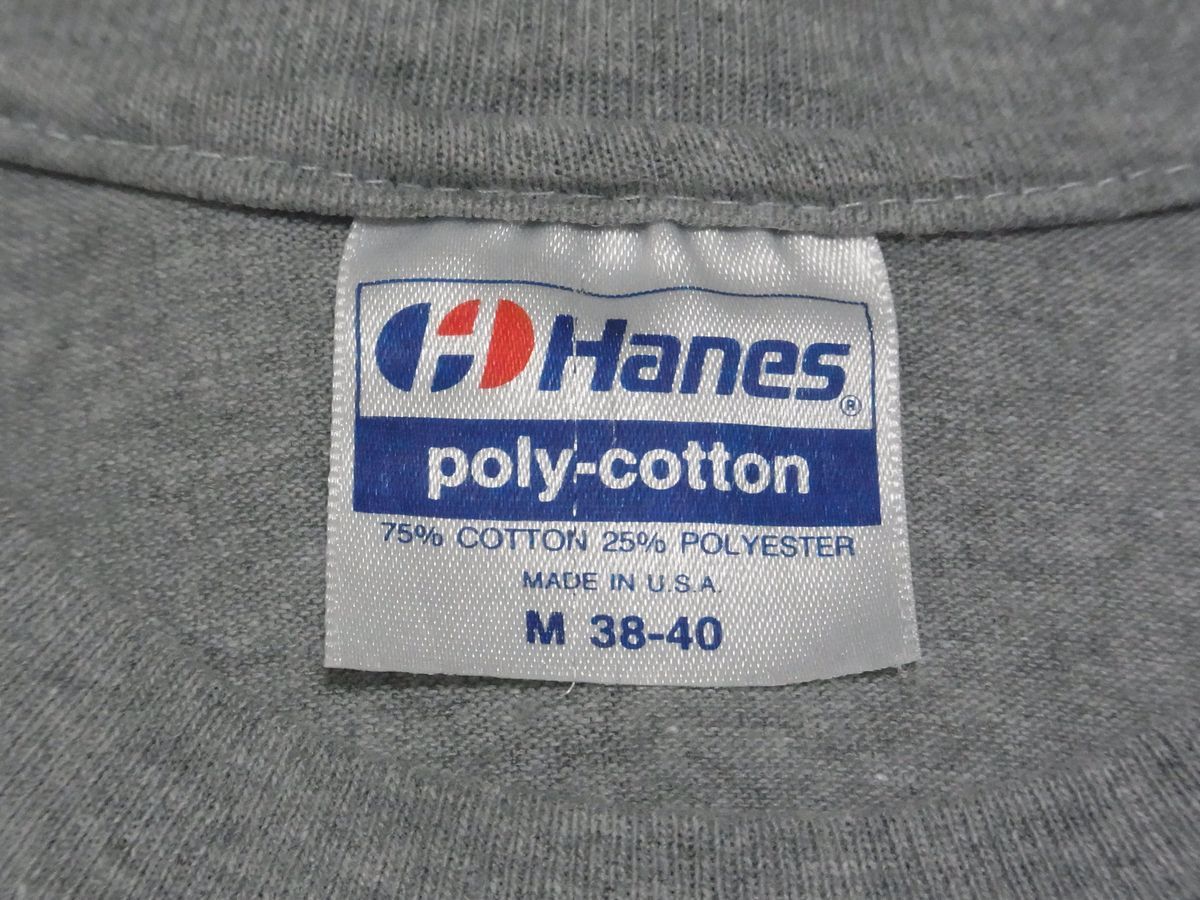 Hanes®
poly-cotton
75% COTTON 25% POLYESTER
MADE IN U.S.A.
M 38-40